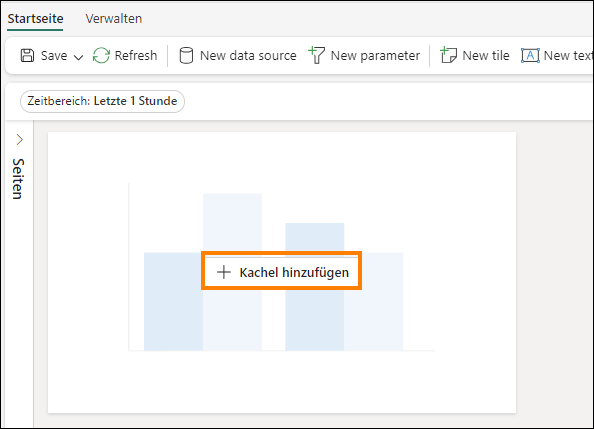 Startseite Verwalten
Save Refresh New data source New parameter New tile New text
Zeitbereich: Letzte 1 Stunde
Seiten
Kachel hinzufügen